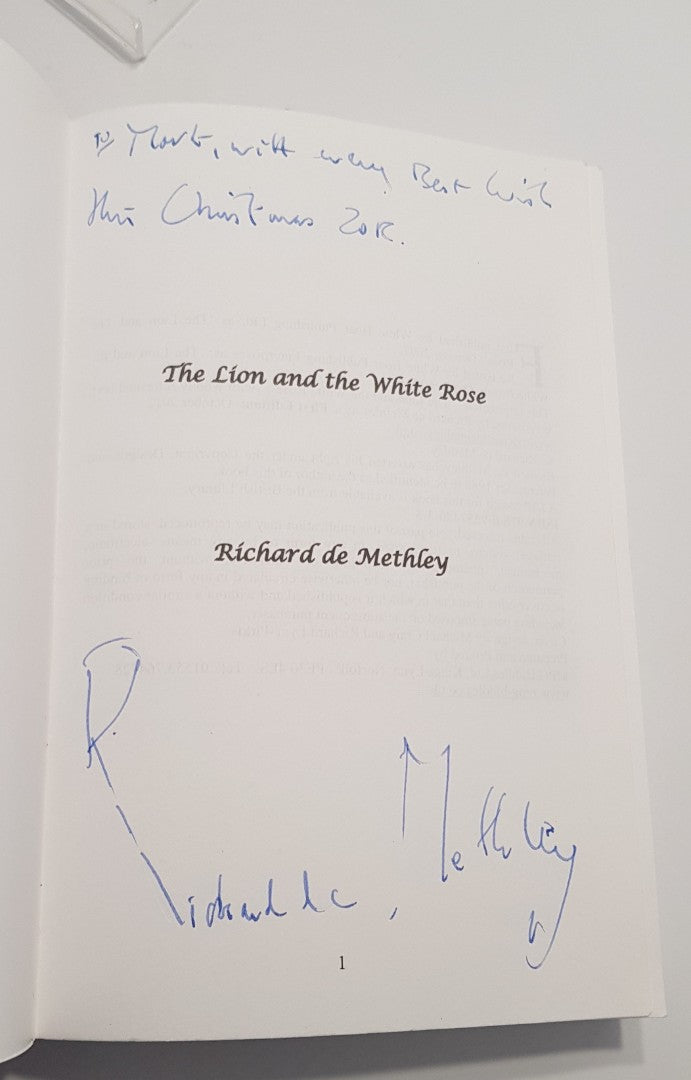 To Mark, with every Best Wish
this Christmas 2012.
The Lion and the White Rose
Richard de Methley
Richard de Methley
1